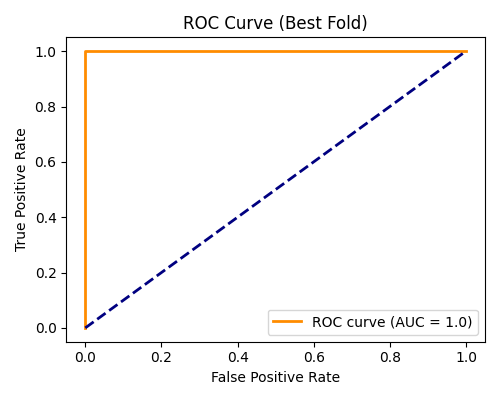 ROC Curve (Best Fold)
True Positive Rate
1.0
0.8
0.6
0.4
0.2
0.0
ROC curve (AUC = 1.0)
0.0 0.2 0.4 0.6 0.8 1.0
False Positive Rate